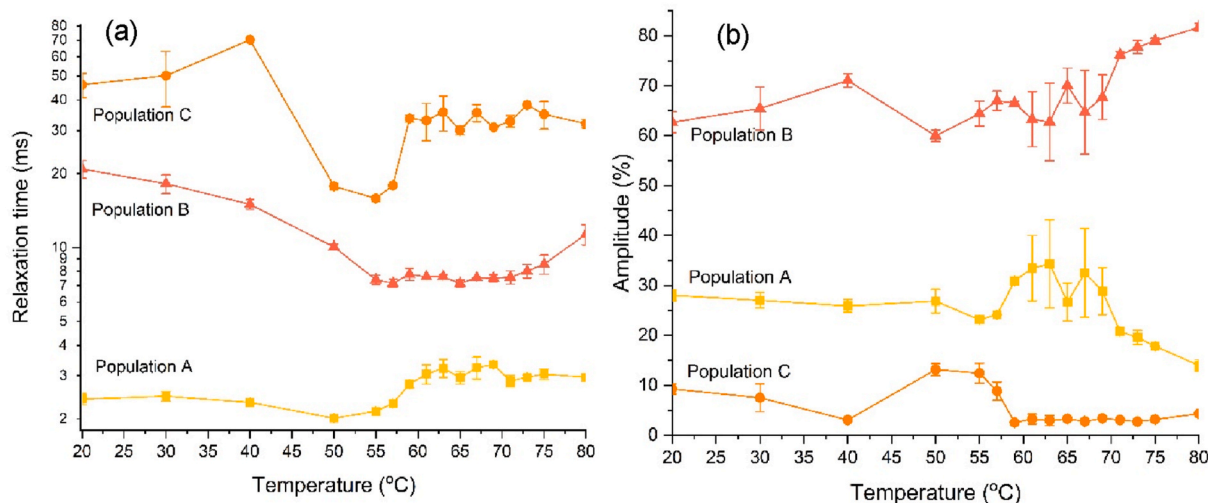 (a)
Relaxation time (ms)
80
70
60
50
40
30
20
10
9
8
7
6
5
4
3
2
Population C
Population B
Population A
20 25 30 35 40 45 50 55 60 65 70 75 80
Temperature (°C)
(b)
Amplitude (%)
80
70
60
50
40
30
20
10
0
Population B
Population A
Population C
20 25 30 35 40 45 50 55 60 65 70 75 80
Temperature (°C)